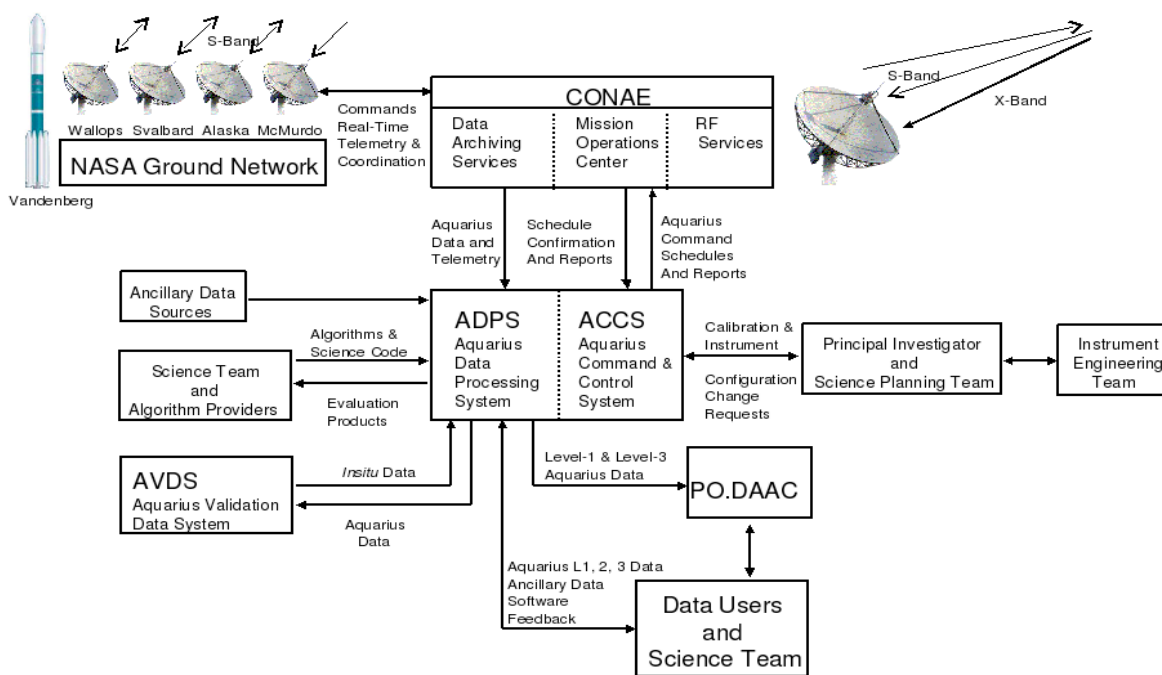 S-Band
Wallops
Svalbard
Alaska
McMurdo
NASA Ground Network
Vandenberg
Commands
Real-Time
Telemetry &
Coordination
CONAE
Data
Archiving
Services
Mission
Operations
Center
RF
Services
S-Band
X-Band
Aquarius
Data and
Telemetry
Schedule
Confirmation
And Reports
Aquarius
Command
Schedules
And Reports
Ancillary Data
Sources
Algorithms &
Science Code
Science Team
and
Algorithm Providers
Evaluation
Products
ADPS
Aquarius
Data
Processing
System
ACCS
Aquarius
Command &
Control
System
Calibration &
Instrument
Configuration
Change
Requests
Principal Investigator
and
Science Planning Team
Instrument
Engineering
Team
AVDS
Aquarius Validation
Data System
Insitu Data
Aquarius
Data
Level-1 & Level-3
Aquarius Data
PO.DAAC
Aquarius L1, 2, 3 Data
Ancillary Data
Software
Feedback
Data Users
and
Science Team